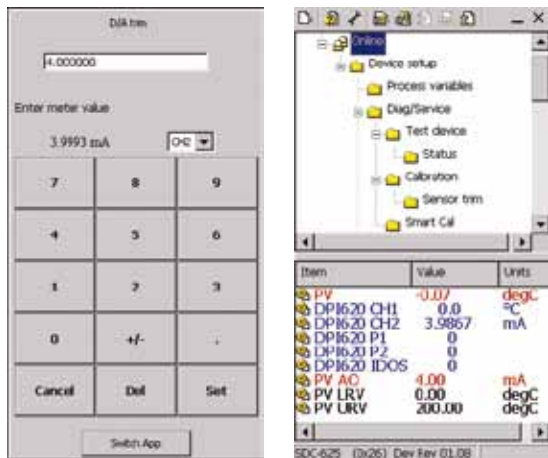 D/A trim
4.000000
Enter meter value
3.9993 mA CH2
7 8 9
4 5 6
1 2 3
0 +/- .
Cancel Del Set
Switch App
Online
Device setup
Process variables
Diag/Service
Test device
Status
Calibration
Sensor trim
Smart Cal
Item Value Units
PV -0.07 degC
DPI620 CH1 0.0 ºC
DPI620 CH2 3.9867 mA
DPI620 P1 0
DPI620 P2 0
DPI620 IDOS 0
PV AO 4.00 mA
PV LRV 0.00 degC
PV URV 200.00 degC
SDC-625 (0x26) Dev Rev 01.08